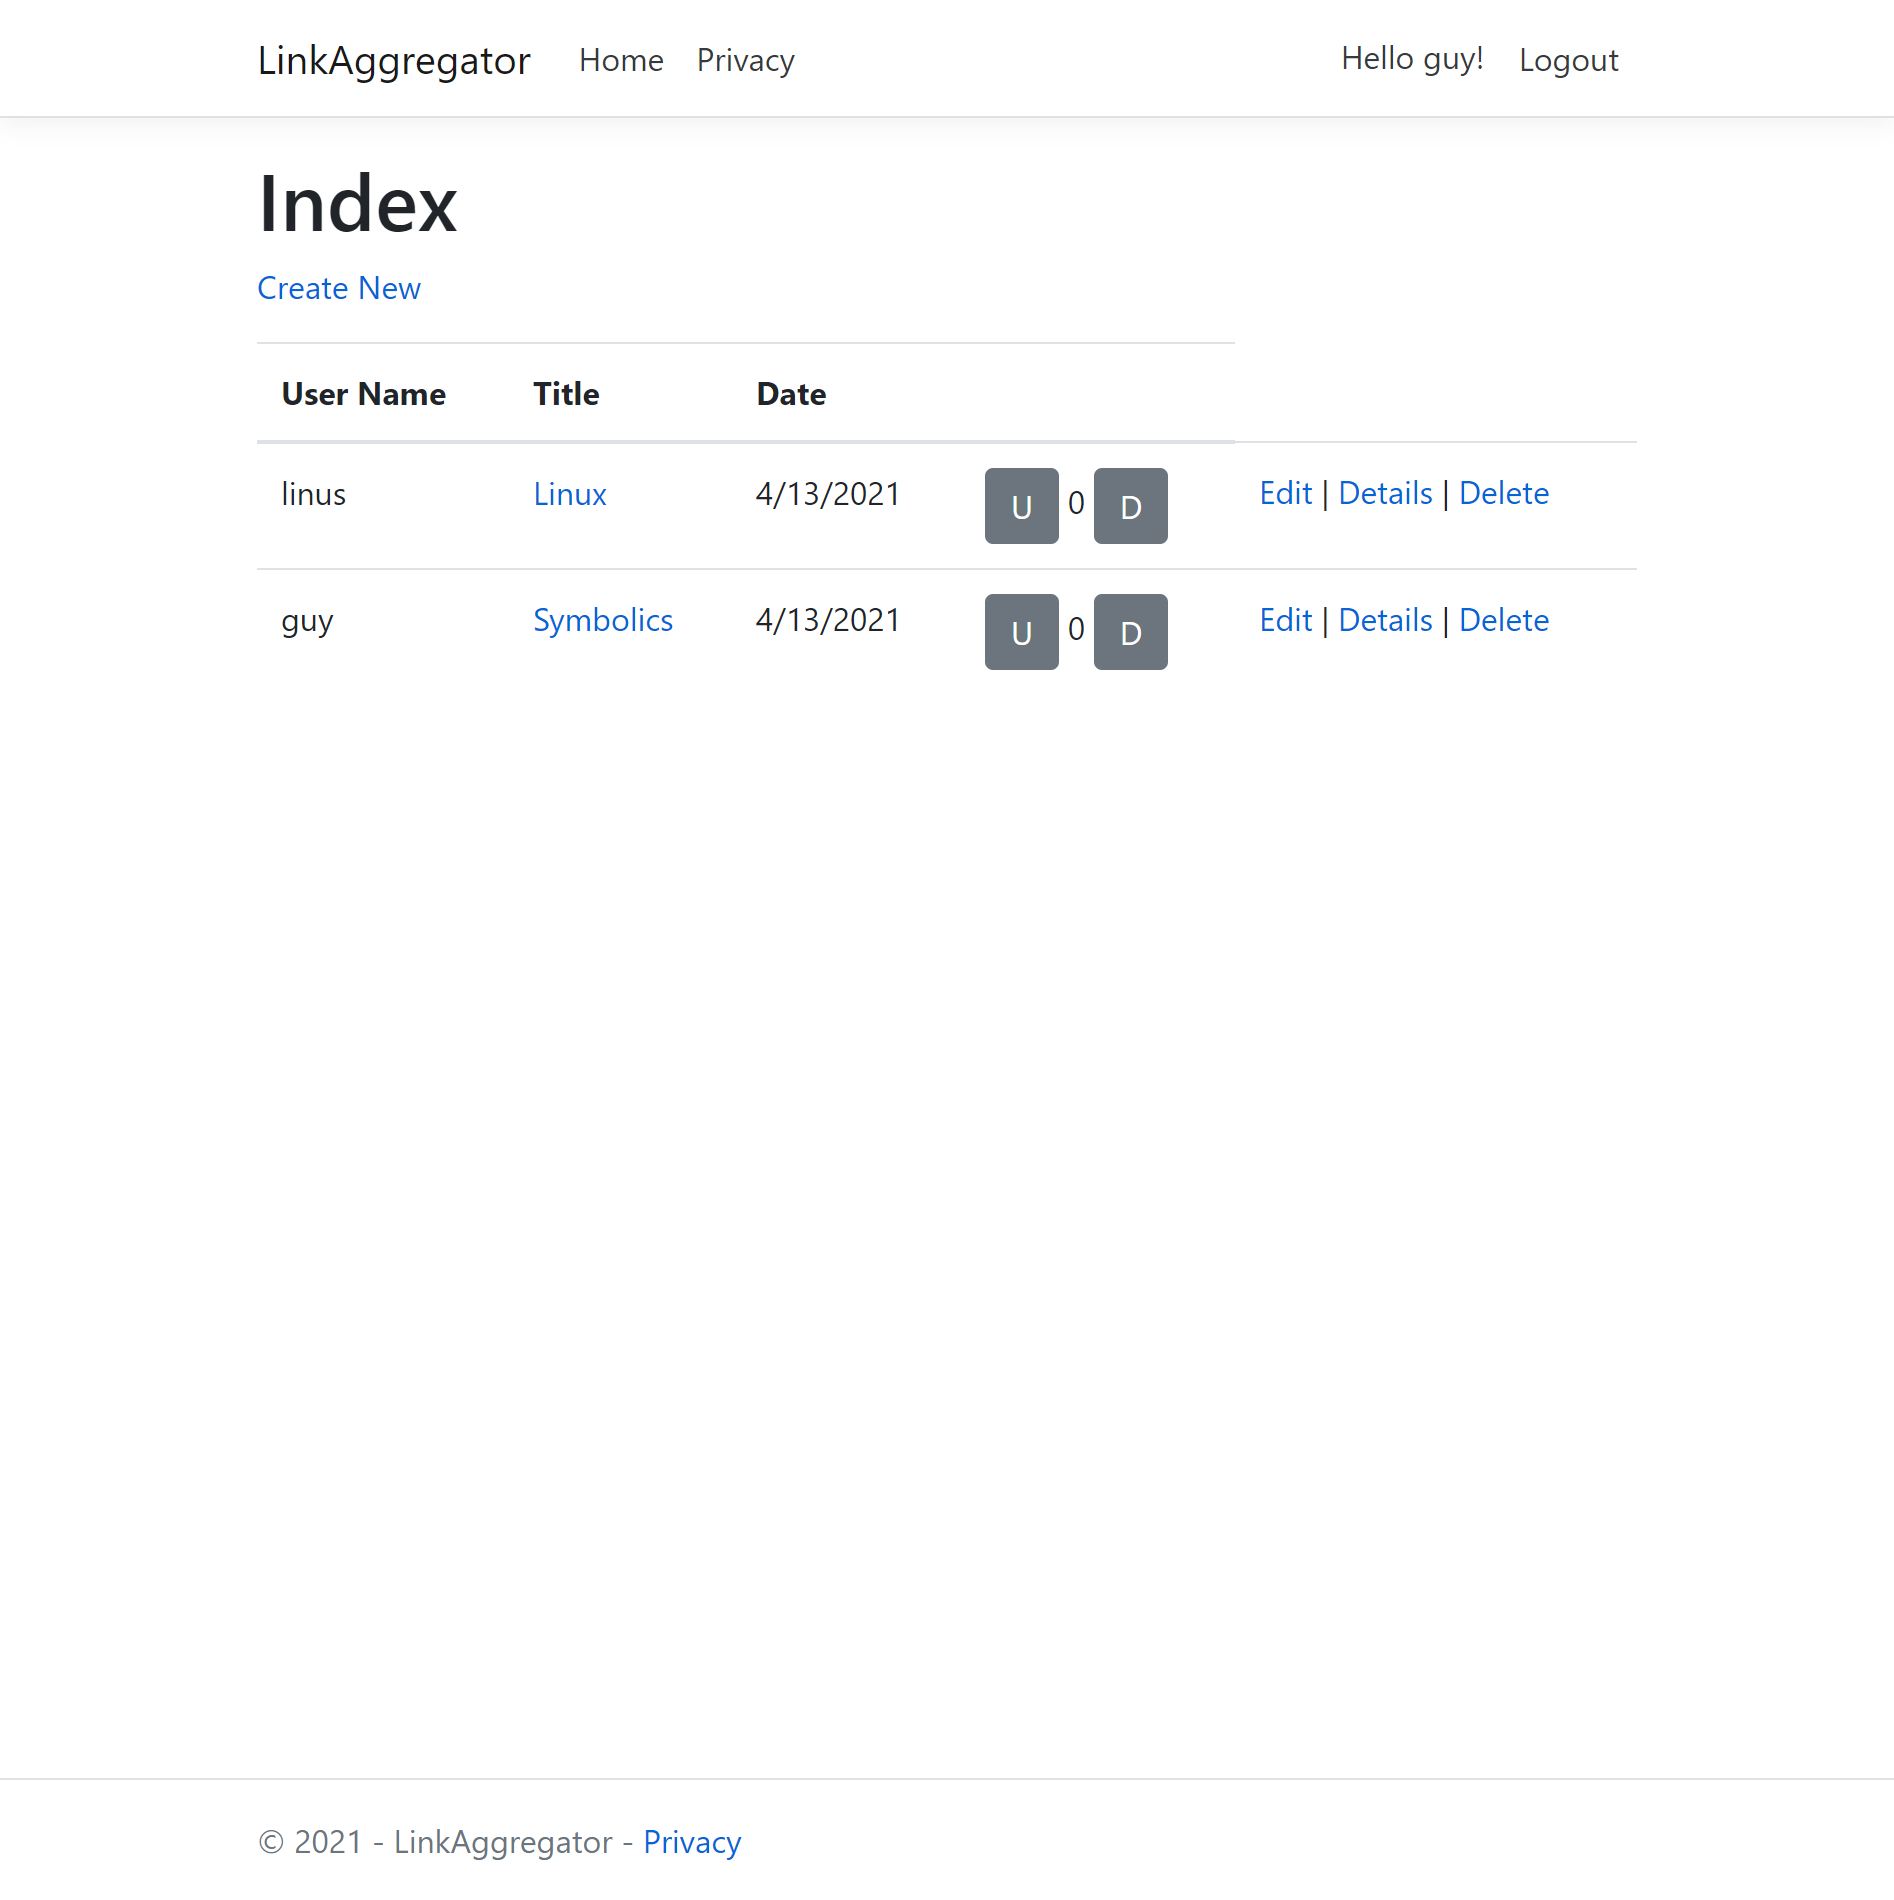 LinkAggregator Home Privacy Hello guy! Logout
Index
Create New
User Name Title Date
linus Linux 4/13/2021 U 0 D Edit | Details | Delete
guy Symbolics 4/13/2021 U 0 D Edit | Details | Delete
© 2021 - LinkAggregator - Privacy